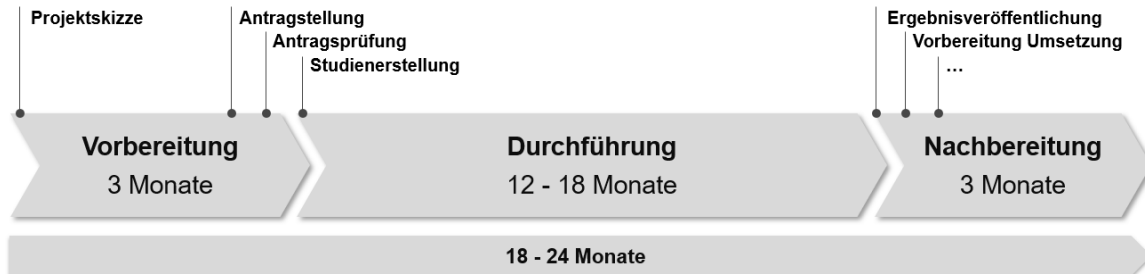 Projektskizze
Antragstellung
Antragsprüfung
Studienerstellung
Ergebnisveröffentlichung
Vorbereitung Umsetzung
...
Vorbereitung
3 Monate
Durchführung
12 - 18 Monate
Nachbereitung
3 Monate
18 - 24 Monate